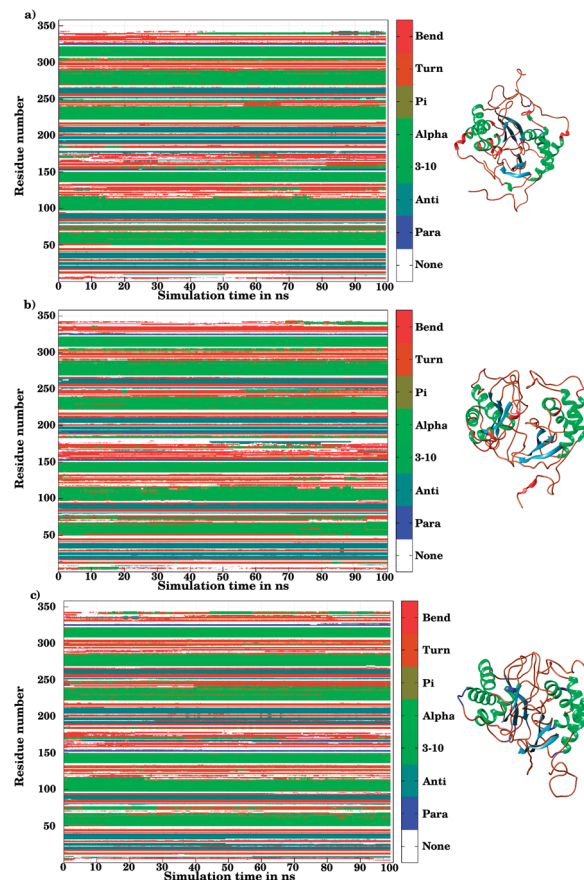 a)
350
300
250
200
150
100
50
Residue number
0 10 20 30 40 50 60 70 80 90 100
Simulation time in ns
Bend
Turn
Pi
Alpha
3-10
Anti
Para
None
b)
350
300
250
200
150
100
50
Residue number
0 10 20 30 40 50 60 70 80 90 100
Simulation time in ns
Bend
Turn
Pi
Alpha
3-10
Anti
Para
None
c)
350
300
250
200
150
100
50
Residue number
0 10 20 30 40 50 60 70 80 90 100
Simulation time in ns
Bend
Turn
Pi
Alpha
3-10
Anti
Para
None